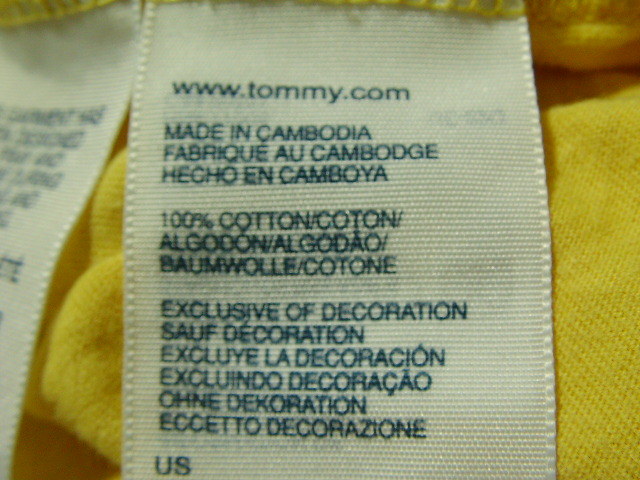 www.tommy.com
MADE IN CAMBODIA
FABRIQUE AU CAMBODGE
HECHO EN CAMBOYA
100% COTTON/COTON/
ALGODÓN/ALGODÃO/
BAUMWOLLE/COTONE
EXCLUSIVE OF DECORATION
SAUF DÉCORATION
EXCLUYE LA DECORACIÓN
EXCLUINDO DECORAÇÃO
OHNE DEKORATION
ECCETTO DECORAZIONE
US